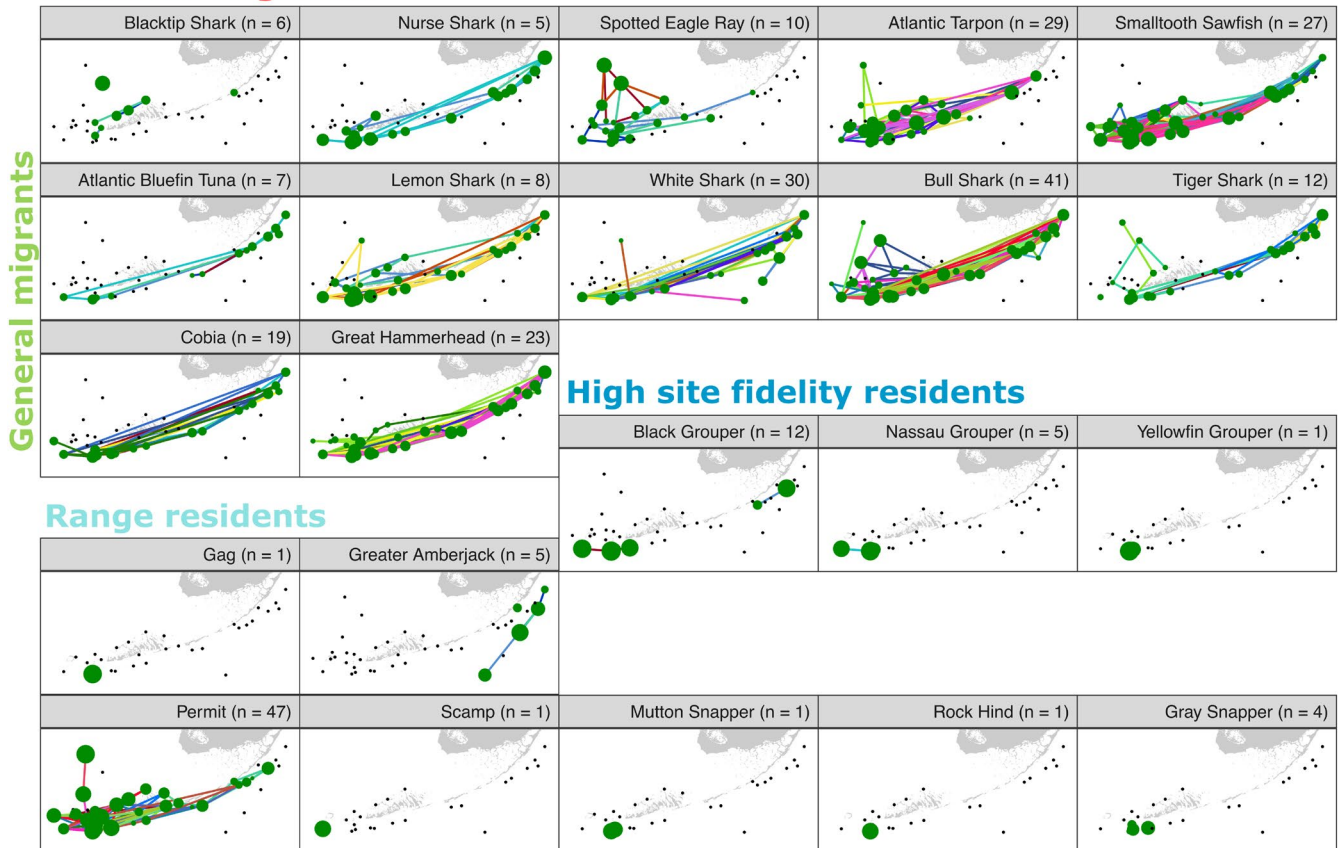 Blacktip Shark (n = 6)
Nurse Shark (n = 5)
Spotted Eagle Ray (n = 10)
Atlantic Tarpon (n = 29)
Smalltooth Sawfish (n = 27)
General migrants
Atlantic Bluefin Tuna (n = 7)
Lemon Shark (n = 8)
White Shark (n = 30)
Bull Shark (n = 41)
Tiger Shark (n = 12)
Cobia (n = 19)
Great Hammerhead (n = 23)
High site fidelity residents
Black Grouper (n = 12)
Nassau Grouper (n = 5)
Yellowfin Grouper (n = 1)
Range residents
Gag (n = 1)
Greater Amberjack (n = 5)
Permit (n = 47)
Scamp (n = 1)
Mutton Snapper (n = 1)
Rock Hind (n = 1)
Gray Snapper (n = 4)